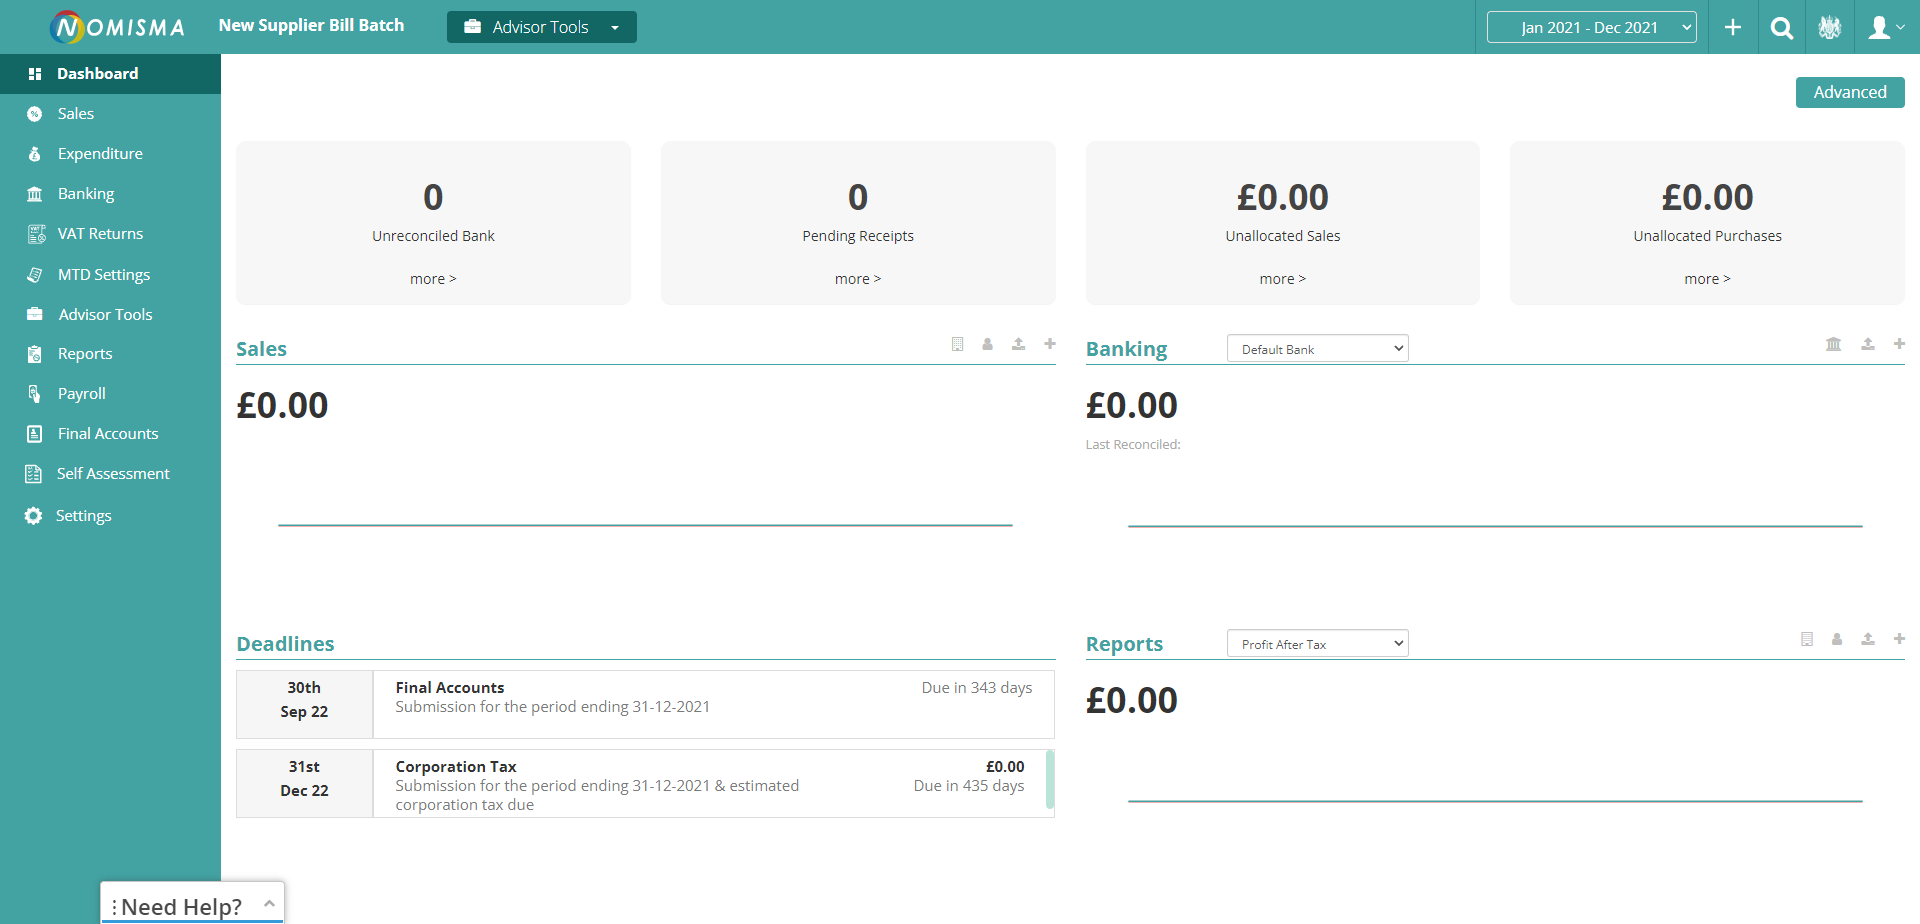 NOMISMA
New Supplier Bill Batch
Advisor Tools
Jan 2021 - Dec 2021
Dashboard
Sales
Expenditure
Banking
VAT Returns
MTD Settings
Advisor Tools
Reports
Payroll
Final Accounts
Self Assessment
Settings
Need Help?
Advanced
0
Unreconciled Bank
more >
0
Pending Receipts
more >
£0.00
Unallocated Sales
more >
£0.00
Unallocated Purchases
more >
Sales
£0.00
Banking
Default Bank
£0.00
Last Reconciled:
Deadlines
30th
Sep 22
Final Accounts
Due in 343 days
Submission for the period ending 31-12-2021
31st
Dec 22
Corporation Tax
£0.00
Submission for the period ending 31-12-2021 & estimated
Due in 435 days
corporation tax due
Reports
Profit After Tax
£0.00